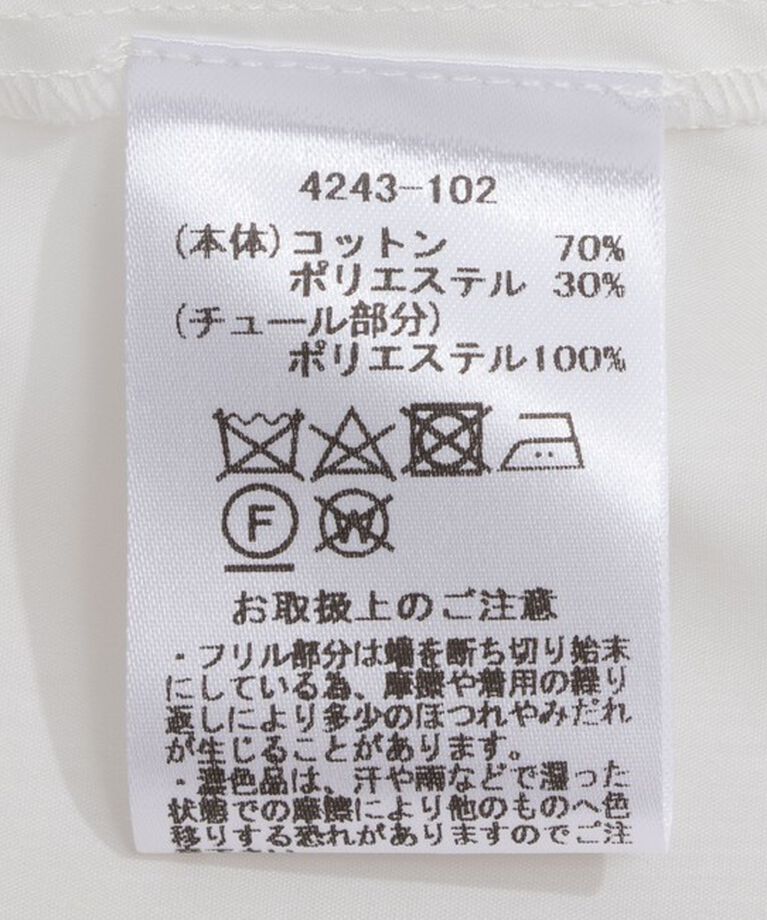 4243-102
(本体)コットン 70%
ポリエステル 30%
(チュール部分)
ポリエステル100%
F
W
お取扱上のご注意
・フリル部分は端を断ち切り始末
にしている為、摩擦や着用の繰り
返しにより多少のほつれやみだれ
が生じることがあります。
・濃色品は、汗や雨などで湿った
状態での摩擦により他のものへ色
移りする恐れがありますのでご注